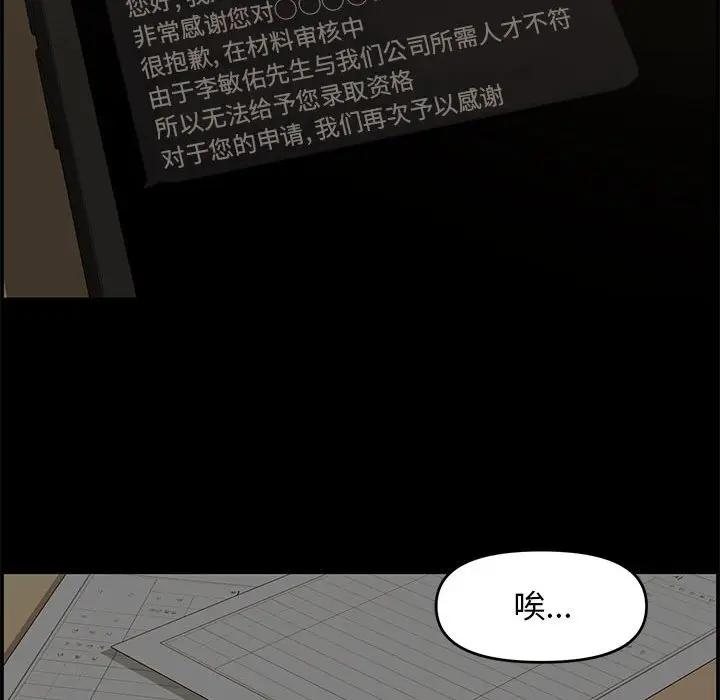 您好,我
非常感谢您对○○○○
很抱歉,在材料审核中
由于李敏佑先生与我们公司所需人才不符
所以无法给予您录取资格
对于您的申请,我们再次予以感谢
唉…